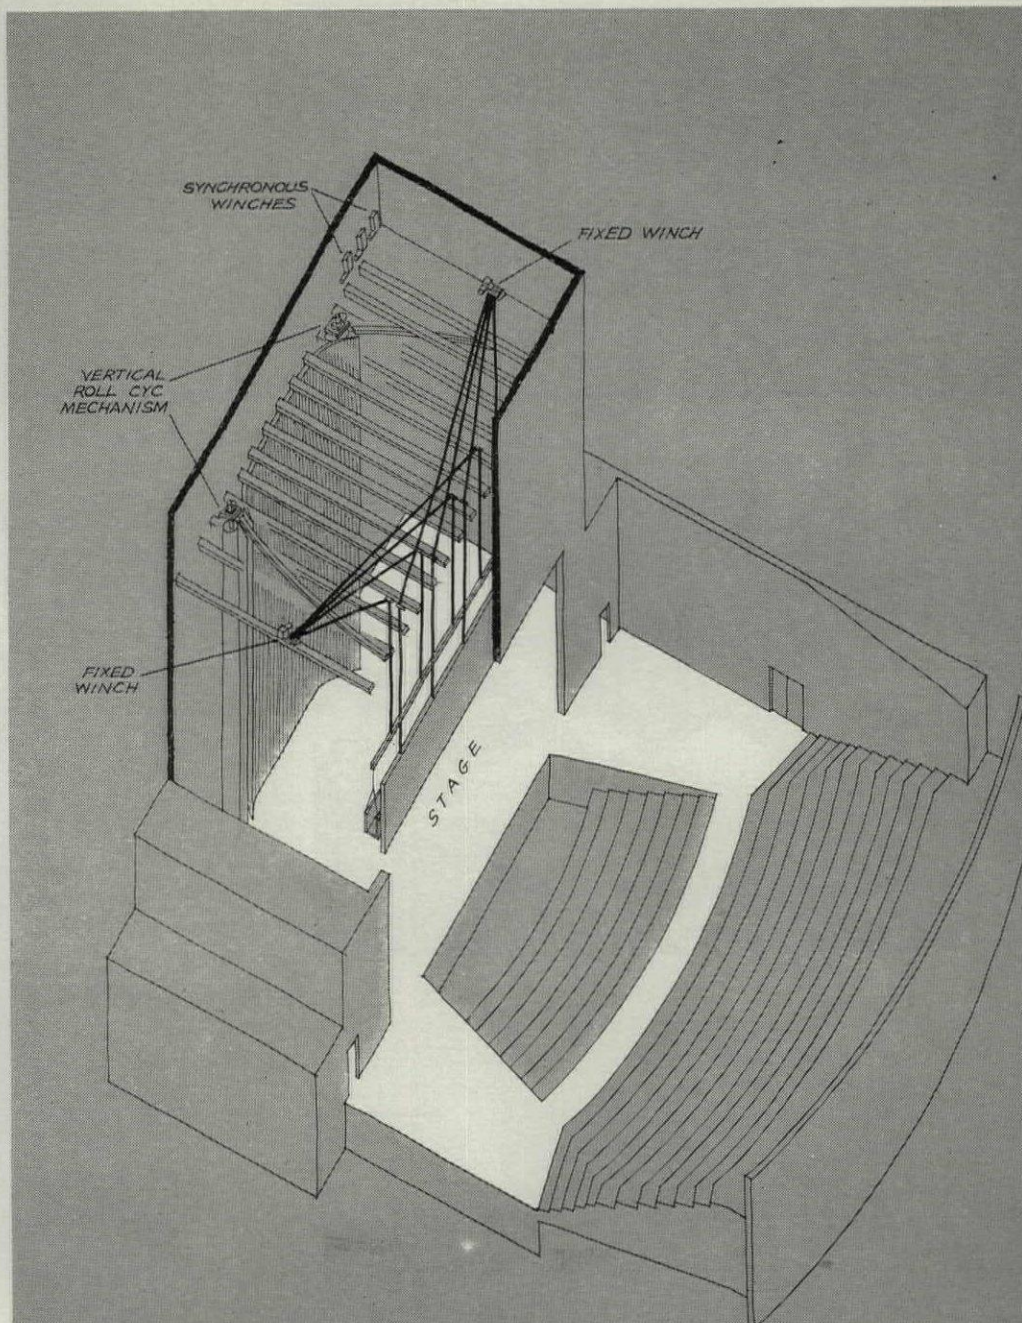 SYNCHRONOUS
WINCHES
FIXED WINCH
VERTICAL
ROLL CYC
MECHANISM
FIXED
WINCH
STAGE